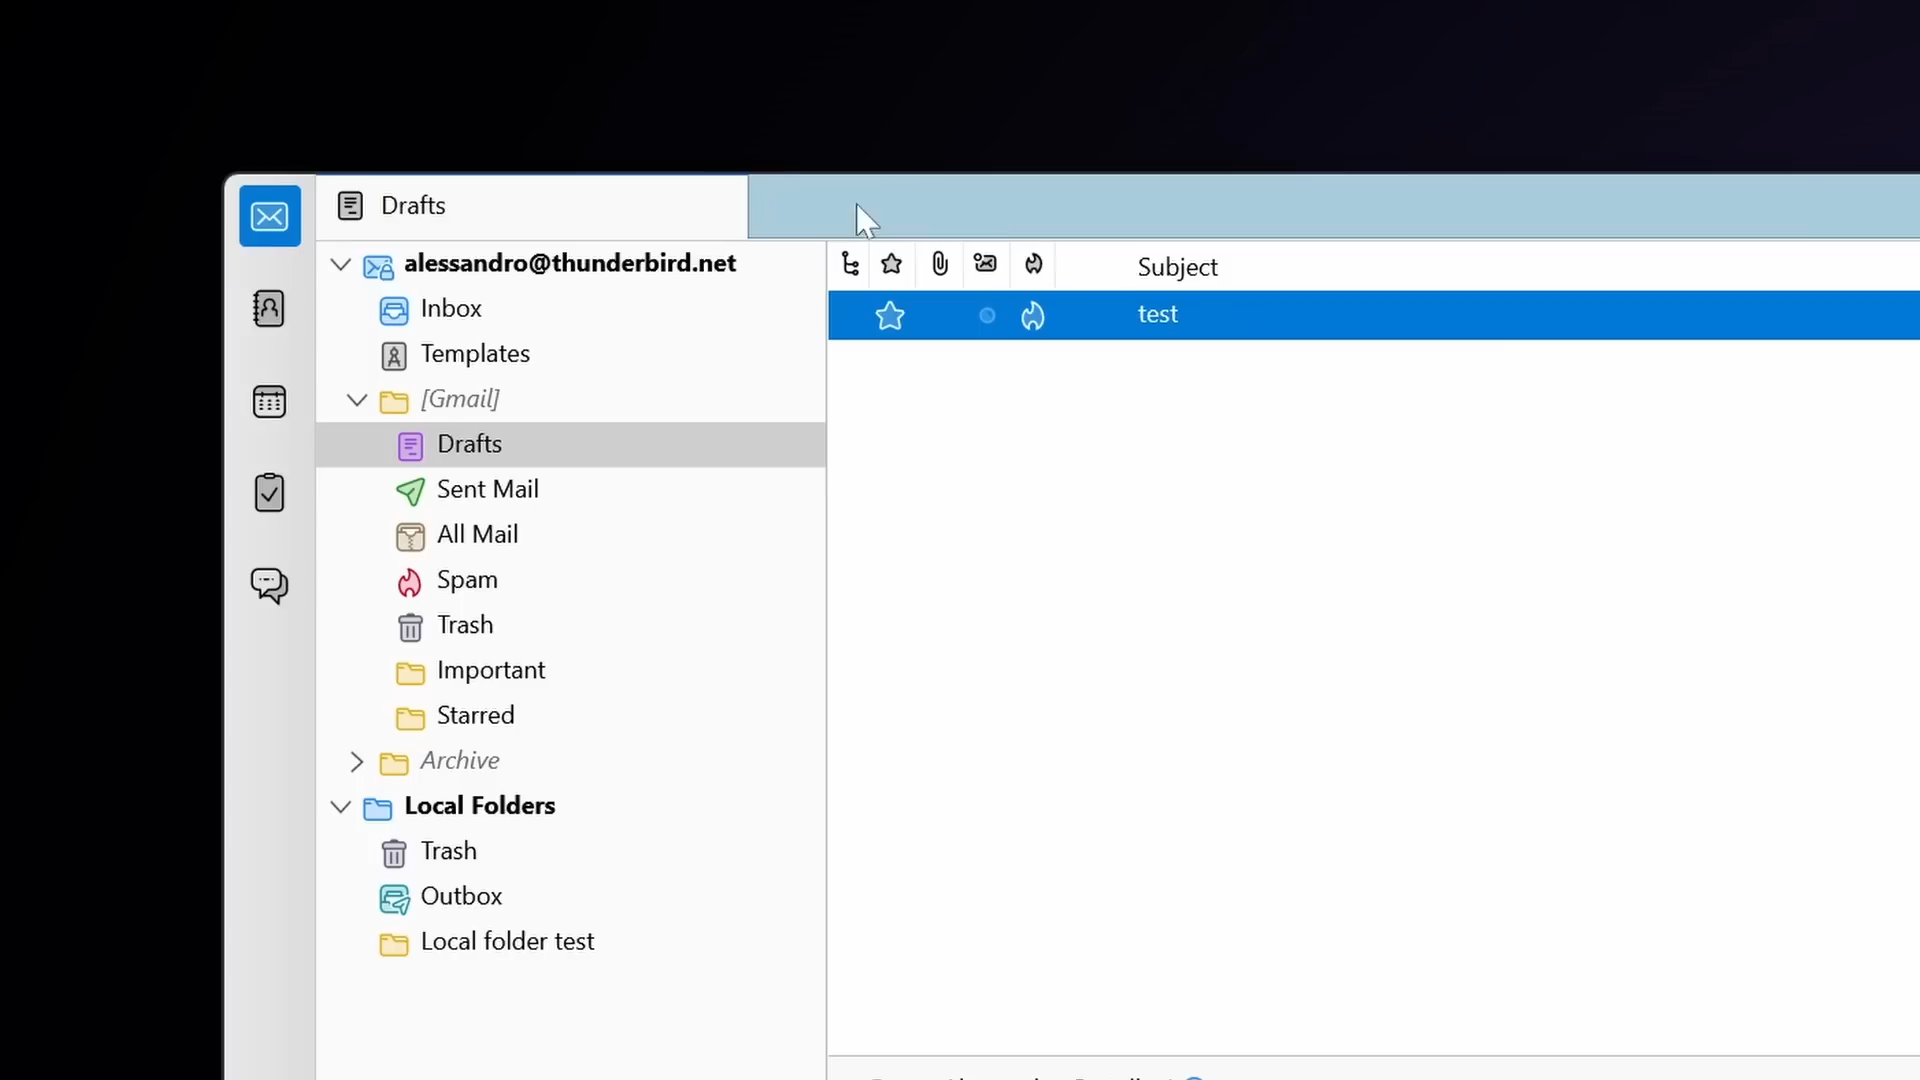 Drafts
alessandro@thunderbird.net
Inbox
Templates
[Gmail]
Drafts
Sent Mail
All Mail
Spam
Trash
Important
Starred
Archive
Local Folders
Trash
Outbox
Local folder test
Subject
test